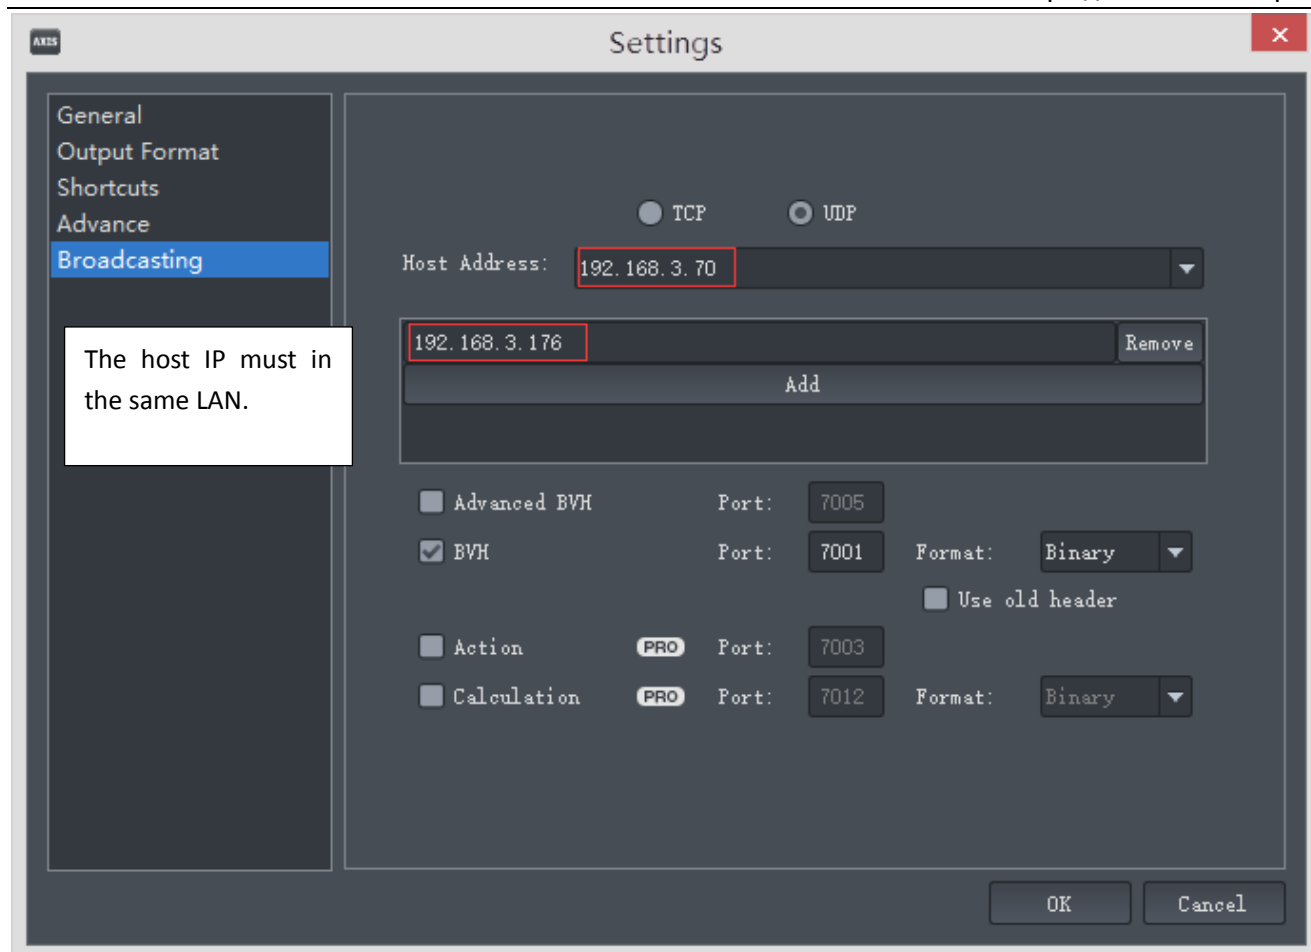 AXIS
Settings
General
Output Format
Shortcuts
Advance
Broadcasting
TCP
UDP
Host Address:
192.168.3.70
192.168.3.176
Remove
Add
The host IP must in
the same LAN.
Advanced BVH Port: 7005
BVH Port: 7001 Format: Binary
Use old header
Action PRO Port: 7003
Calculation PRO Port: 7012 Format: Binary
OK Cancel